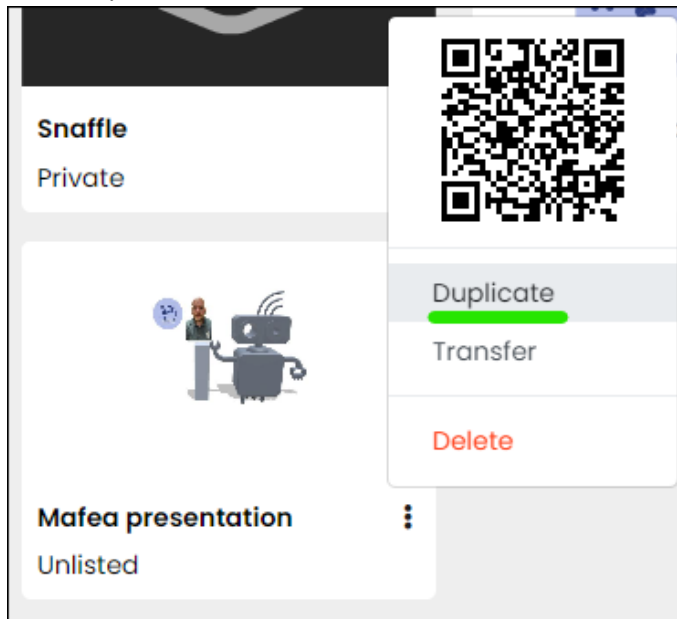 Snaffle
Private
Duplicate
Transfer
Delete
Mafea presentation
Unlisted